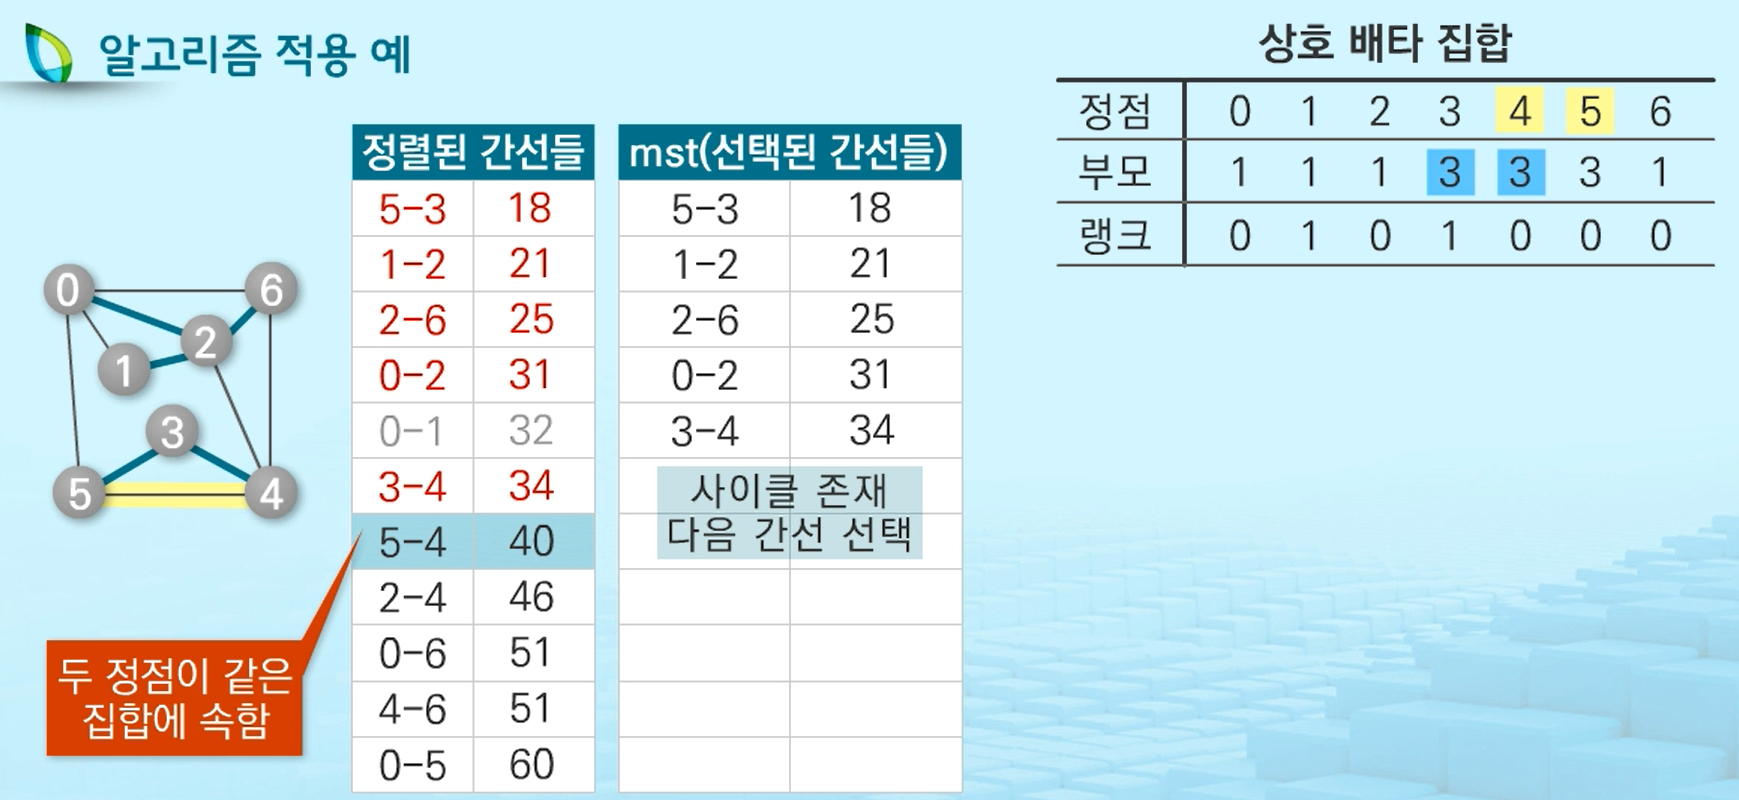 알고리즘 적용 예
상호 배타 집합
정점 0 1 2 3 4 5 6
부모 1 1 1 3 3 3 1
랭크 0 1 0 1 0 0 0
정렬된 간선들
5-3 18
1-2 21
2-6 25
0-2 31
0-1 32
3-4 34
5-4 40
2-4 46
0-6 51
4-6 51
0-5 60
mst(선택된 간선들)
5-3 18
1-2 21
2-6 25
0-2 31
3-4 34
사이클 존재
다음 간선 선택
0
6
2
1
3
5
4
두 정점이 같은
집합에 속함